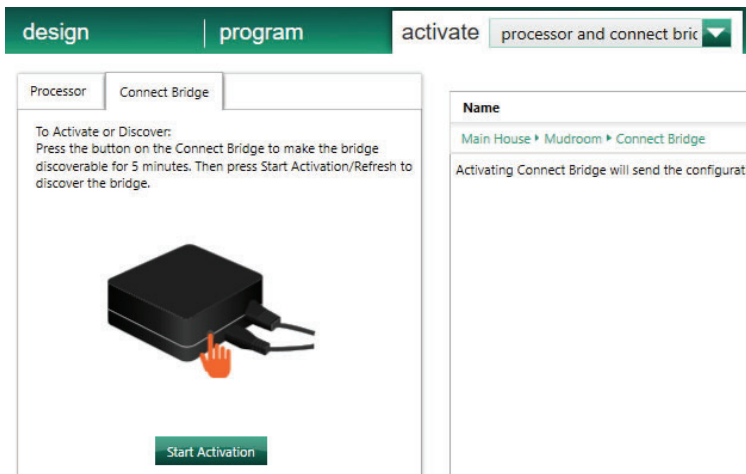 design
program
activate
processor and connect bric
Processor
Connect Bridge
To Activate or Discover:
Press the button on the Connect Bridge to make the bridge
discoverable for 5 minutes. Then press Start Activation/Refresh to
discover the bridge.
Start Activation
Name
Main House Mudroom Connect Bridge
Activating Connect Bridge will send the configurat